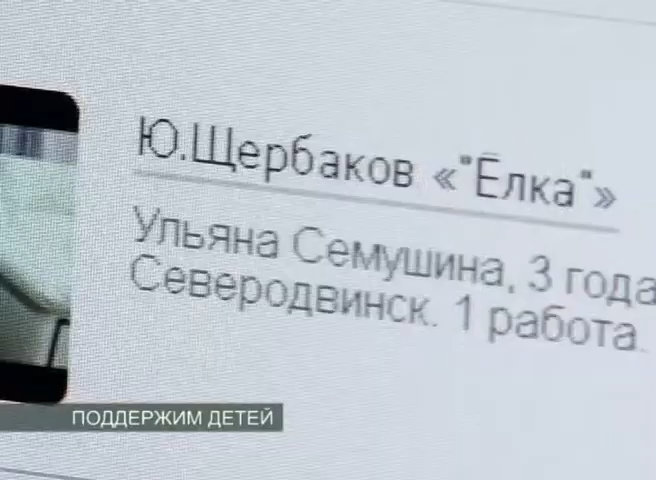 Ю.Щербаков «"Ёлка"»
Ульяна Семушина, 3 года
Северодвинск. 1 работа.
ПОДДЕРЖИМ ДЕТЕЙ